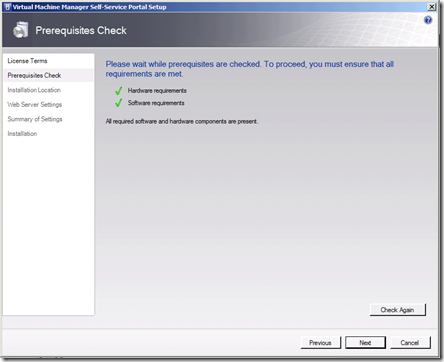 Virtual Machine Manager Self-Service Portal Setup
Prerequisites Check
License Terms
Prerequisites Check
Installation Location
Web Server Settings
Summary of Settings
Installation
Please wait while prerequisites are checked. To proceed, you must ensure that all
requirements are met.
Hardware requirements
Software requirements
All required software and hardware components are present.
Check Again
Previous
Next
Cancel